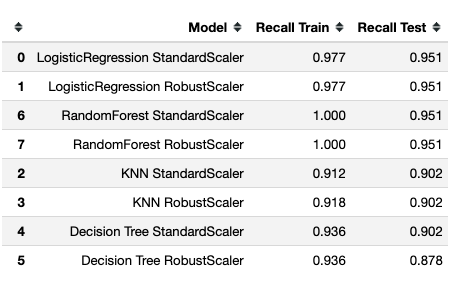 Model Recall Train Recall Test
0 LogisticRegression StandardScaler 0.977 0.951
1 LogisticRegression RobustScaler 0.977 0.951
6 RandomForest StandardScaler 1.000 0.951
7 RandomForest RobustScaler 1.000 0.951
2 KNN StandardScaler 0.912 0.902
3 KNN RobustScaler 0.918 0.902
4 Decision Tree StandardScaler 0.936 0.902
5 Decision Tree RobustScaler 0.936 0.878